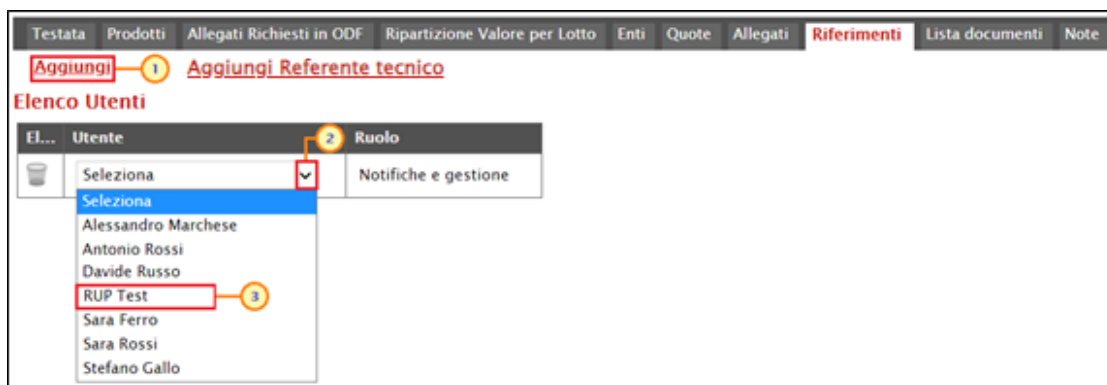 Testata Prodotti Allegati Richiesti in ODF Ripartizione Valore per Lotto Enti Quote Allegati Riferimenti Lista documenti Note
Aggiungi 1 Aggiungi Referente tecnico
Elenco Utenti
El... Utente 2 Ruolo
Seleziona Notifiche e gestione
Seleziona
Alessandro Marchese
Antonio Rossi
Davide Russo
RUP Test 3
Sara Ferro
Sara Rossi
Stefano Gallo